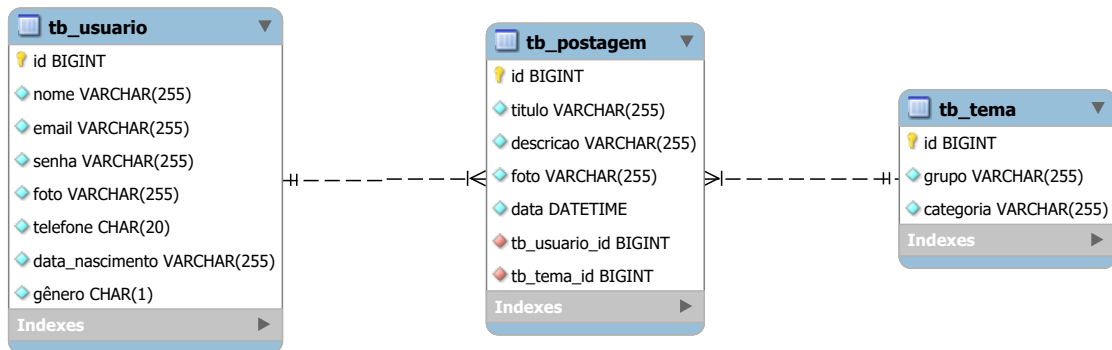 tb_usuario
id BIGINT
nome VARCHAR(255)
email VARCHAR(255)
senha VARCHAR(255)
foto VARCHAR(255)
telefone CHAR(20)
data_nascimento VARCHAR(255)
gênero CHAR(1)
Indexes
tb_postagem
id BIGINT
titulo VARCHAR(255)
descricao VARCHAR(255)
foto VARCHAR(255)
data DATETIME
tb_usuario_id BIGINT
tb_tema_id BIGINT
Indexes
tb_tema
id BIGINT
grupo VARCHAR(255)
categoria VARCHAR(255)
Indexes